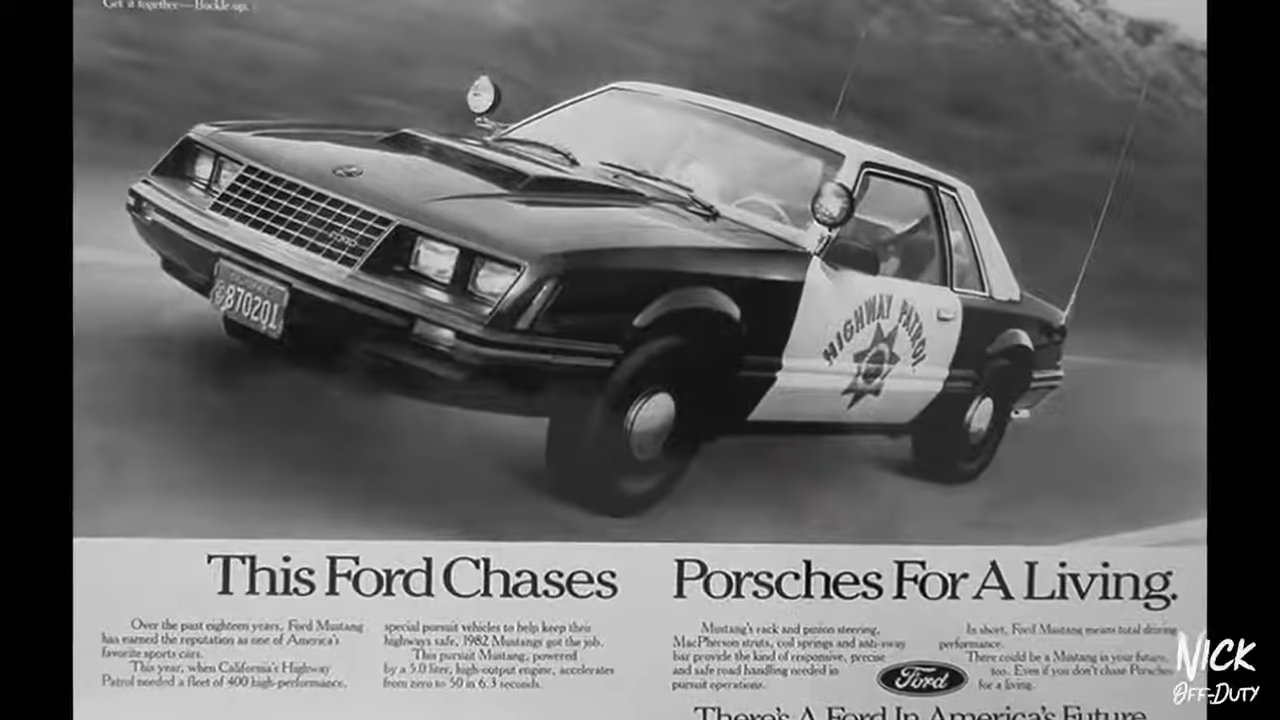 Get it together—Buckle up.
FORD
870201
HIGHWAY PATROL
This Ford Chases Porsches For A Living.
Over the past eighteen years, Ford Mustang
has earned the reputation as one of America's
favorite sports cars.
This year, when California's Highway
Patrol needed a fleet of 400 high-performance,
special pursuit vehicles to help keep their
highways safe, 1982 Mustangs got the job.
This pursuit Mustang, powered
by a 5.0 liter, high-output engine, accelerates
from zero to 50 in 6.3 seconds.
Mustang's rack and pinion steering,
MacPherson struts, coil springs and anti-sway
bar provide the kind of responsive, precise
and safe road handling needed in
pursuit operations.
In short, Ford Mustang means total driving
performance.
There could be a Mustang in your future,
too. Even if you don't chase Porsches
for a living.
Ford
There's A Ford In America's Future.
NICK
OFF-DUTY